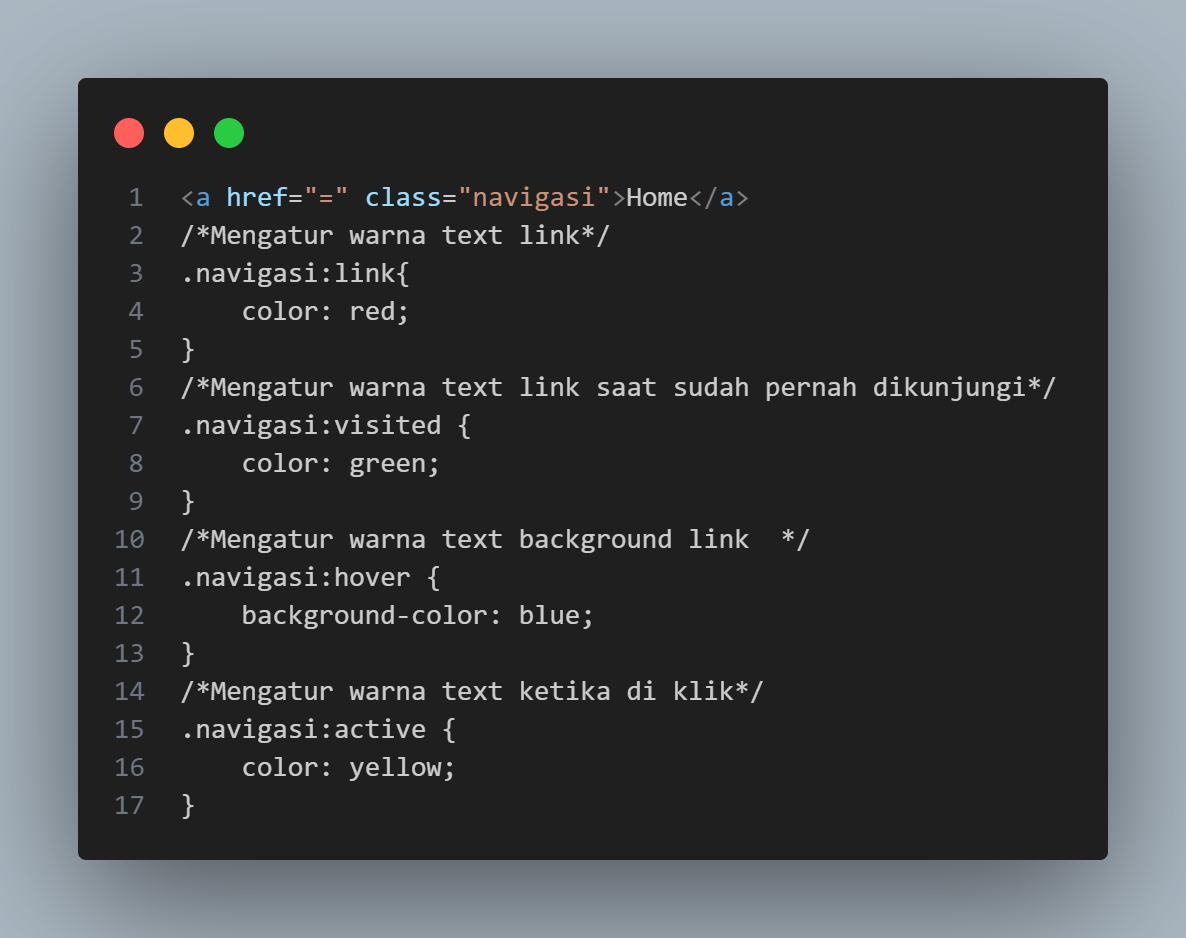 1 <a href="=" class="navigasi">Home</a>
2 /*Mengatur warna text link*/
3 .navigasi:link{
4     color: red;
5 }
6 /*Mengatur warna text link saat sudah pernah dikunjungi*/
7 .navigasi:visited {
8     color: green;
9 }
10 /*Mengatur warna text background link  */
11 .navigasi:hover {
12     background-color: blue;
13 }
14 /*Mengatur warna text ketika di klik*/
15 .navigasi:active {
16     color: yellow;
17 }